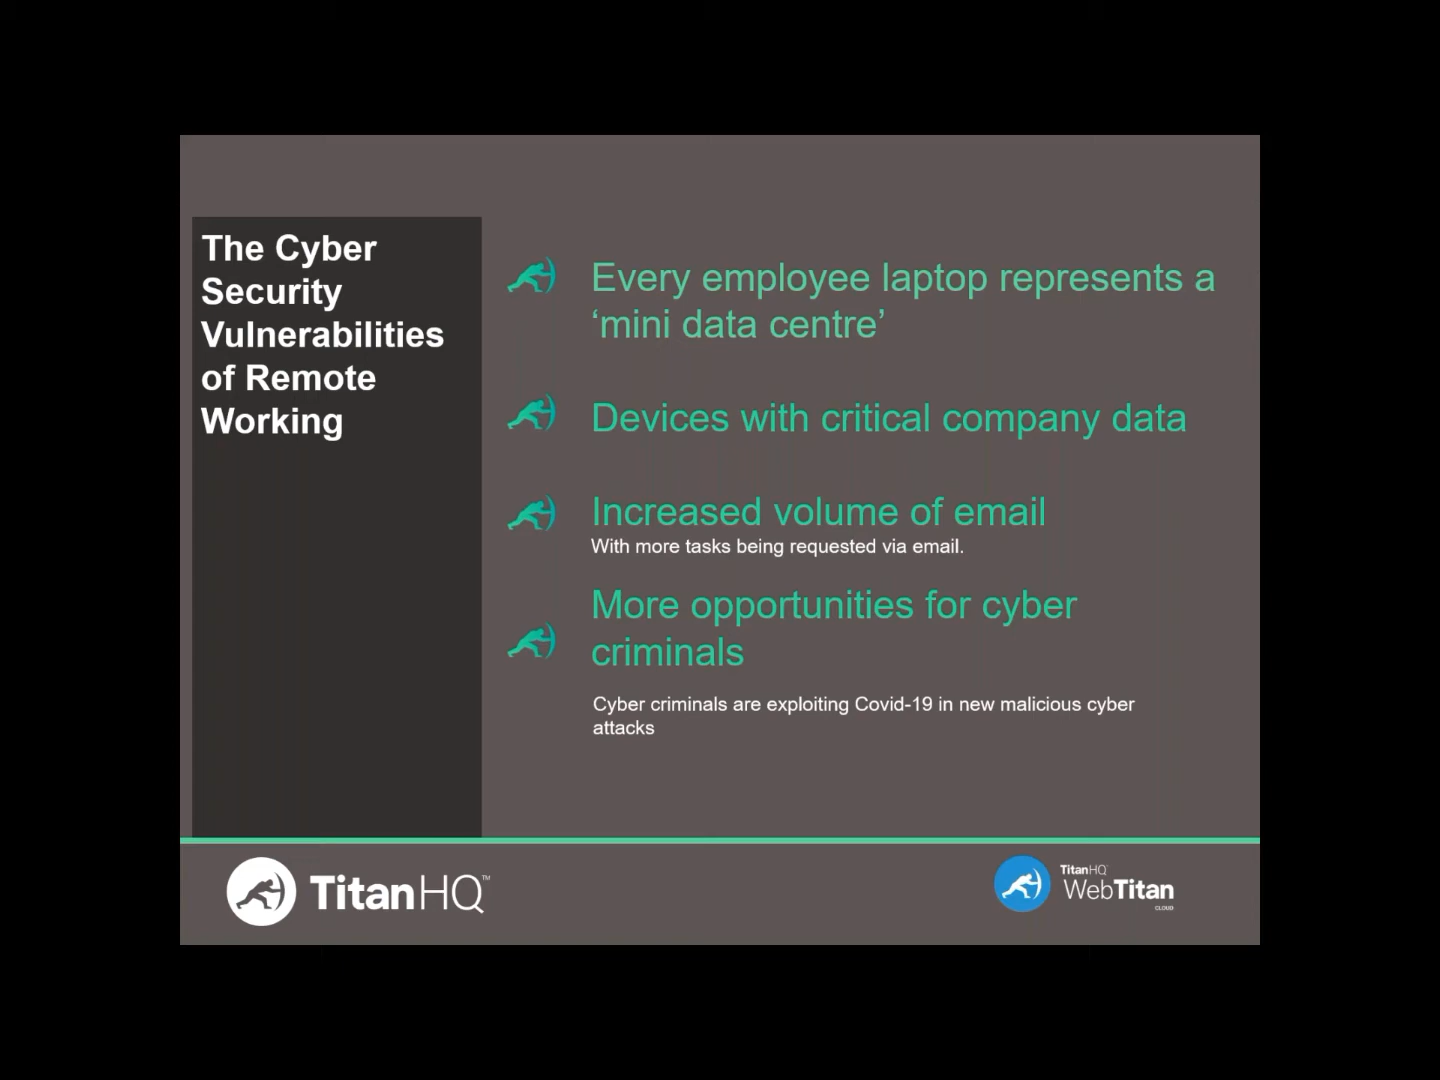 The Cyber
Security
Vulnerabilities
of Remote
Working
Every employee laptop represents a
‘mini data centre’
Devices with critical company data
Increased volume of email
With more tasks being requested via email.
More opportunities for cyber
criminals
Cyber criminals are exploiting Covid-19 in new malicious cyber
attacks
TitanHQ™
TitanHQ
WebTitan
CLOUD